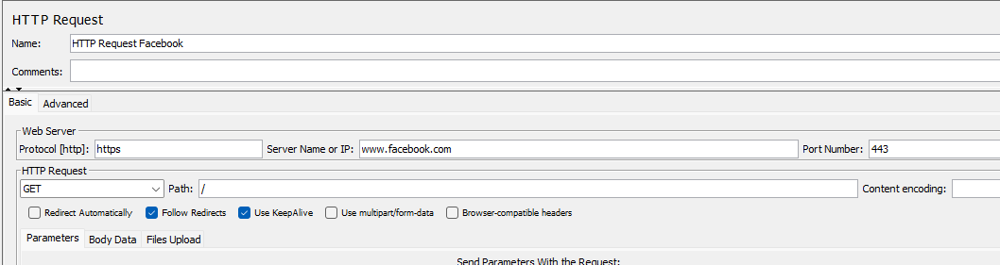 HTTP Request
Name: HTTP Request Facebook
Comments:
Basic Advanced
Web Server
Protocol [http]: https Server Name or IP: www.facebook.com Port Number: 443
HTTP Request
GET Path: / Content encoding:
Redirect Automatically Follow Redirects Use KeepAlive Use multipart/form-data Browser-compatible headers
Parameters Body Data Files Upload
Send Parameters With the Request: